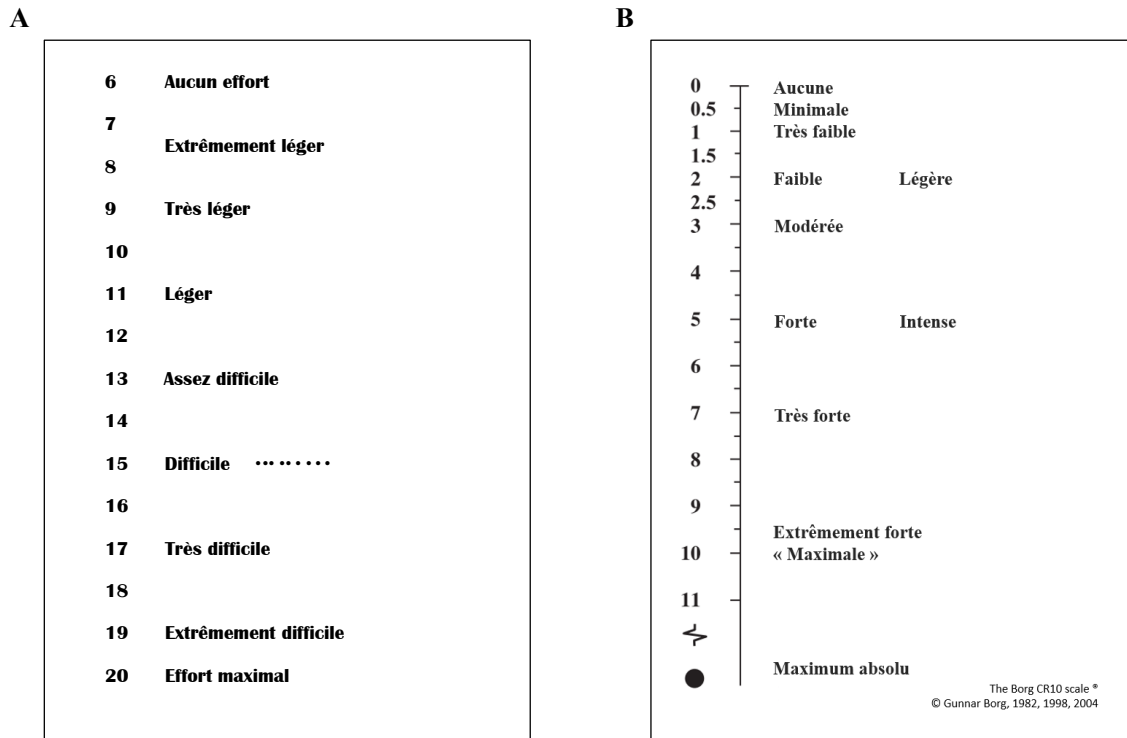 A
6 Aucun effort
7
Extrêmement léger
8
9 Très léger
10
11 Léger
12
13 Assez difficile
14
15 Difficile ………
16
17 Très difficile
18
19 Extrêmement difficile
20 Effort maximal
B
0 Aucune
0.5 Minimale
1 Très faible
1.5
2 Faible Légère
2.5
3 Modérée
4
5 Forte Intense
6
7 Très forte
8
9
Extrêmement forte
10 « Maximale »
11
Maximum absolu
The Borg CR10 scale ®
© Gunnar Borg, 1982, 1998, 2004